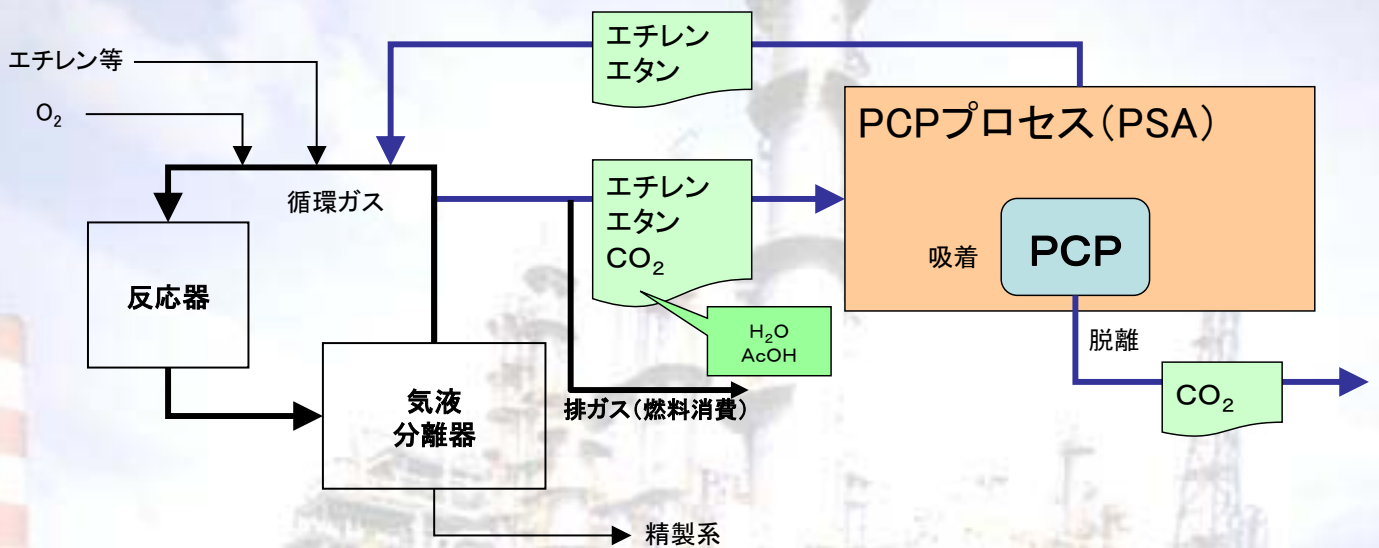 エチレン
エタン
エチレン等
O₂
PCPプロセス(PSA)
循環ガス
エチレン
エタン
CO₂
吸着
PCP
反応器
H₂O
AcOH
脱離
気液
分離器
排ガス(燃料消費)
CO₂
精製系